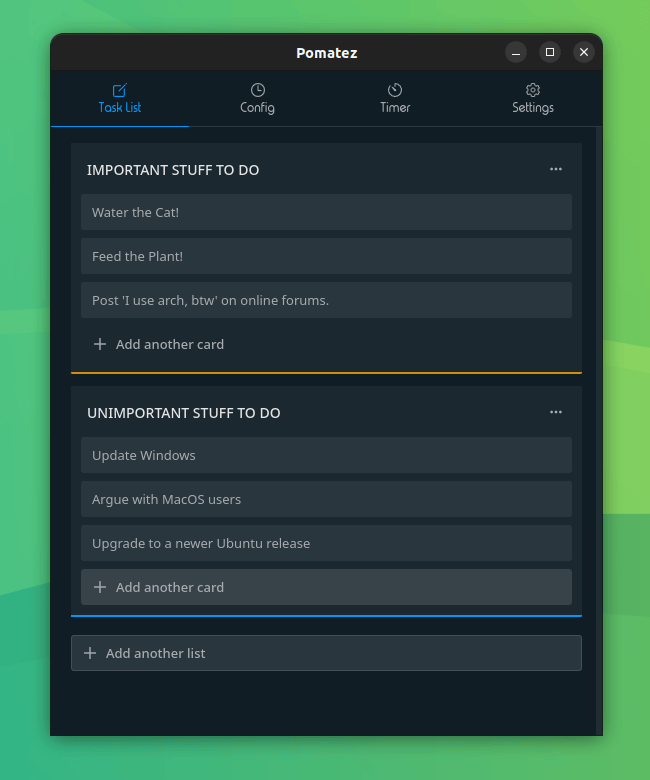 Pomatez
Task List
Config
Timer
Settings
IMPORTANT STUFF TO DO
Water the Cat!
Feed the Plant!
Post 'I use arch, btw' on online forums.
Add another card
UNIMPORTANT STUFF TO DO
Update Windows
Argue with MacOS users
Upgrade to a newer Ubuntu release
Add another card
Add another list